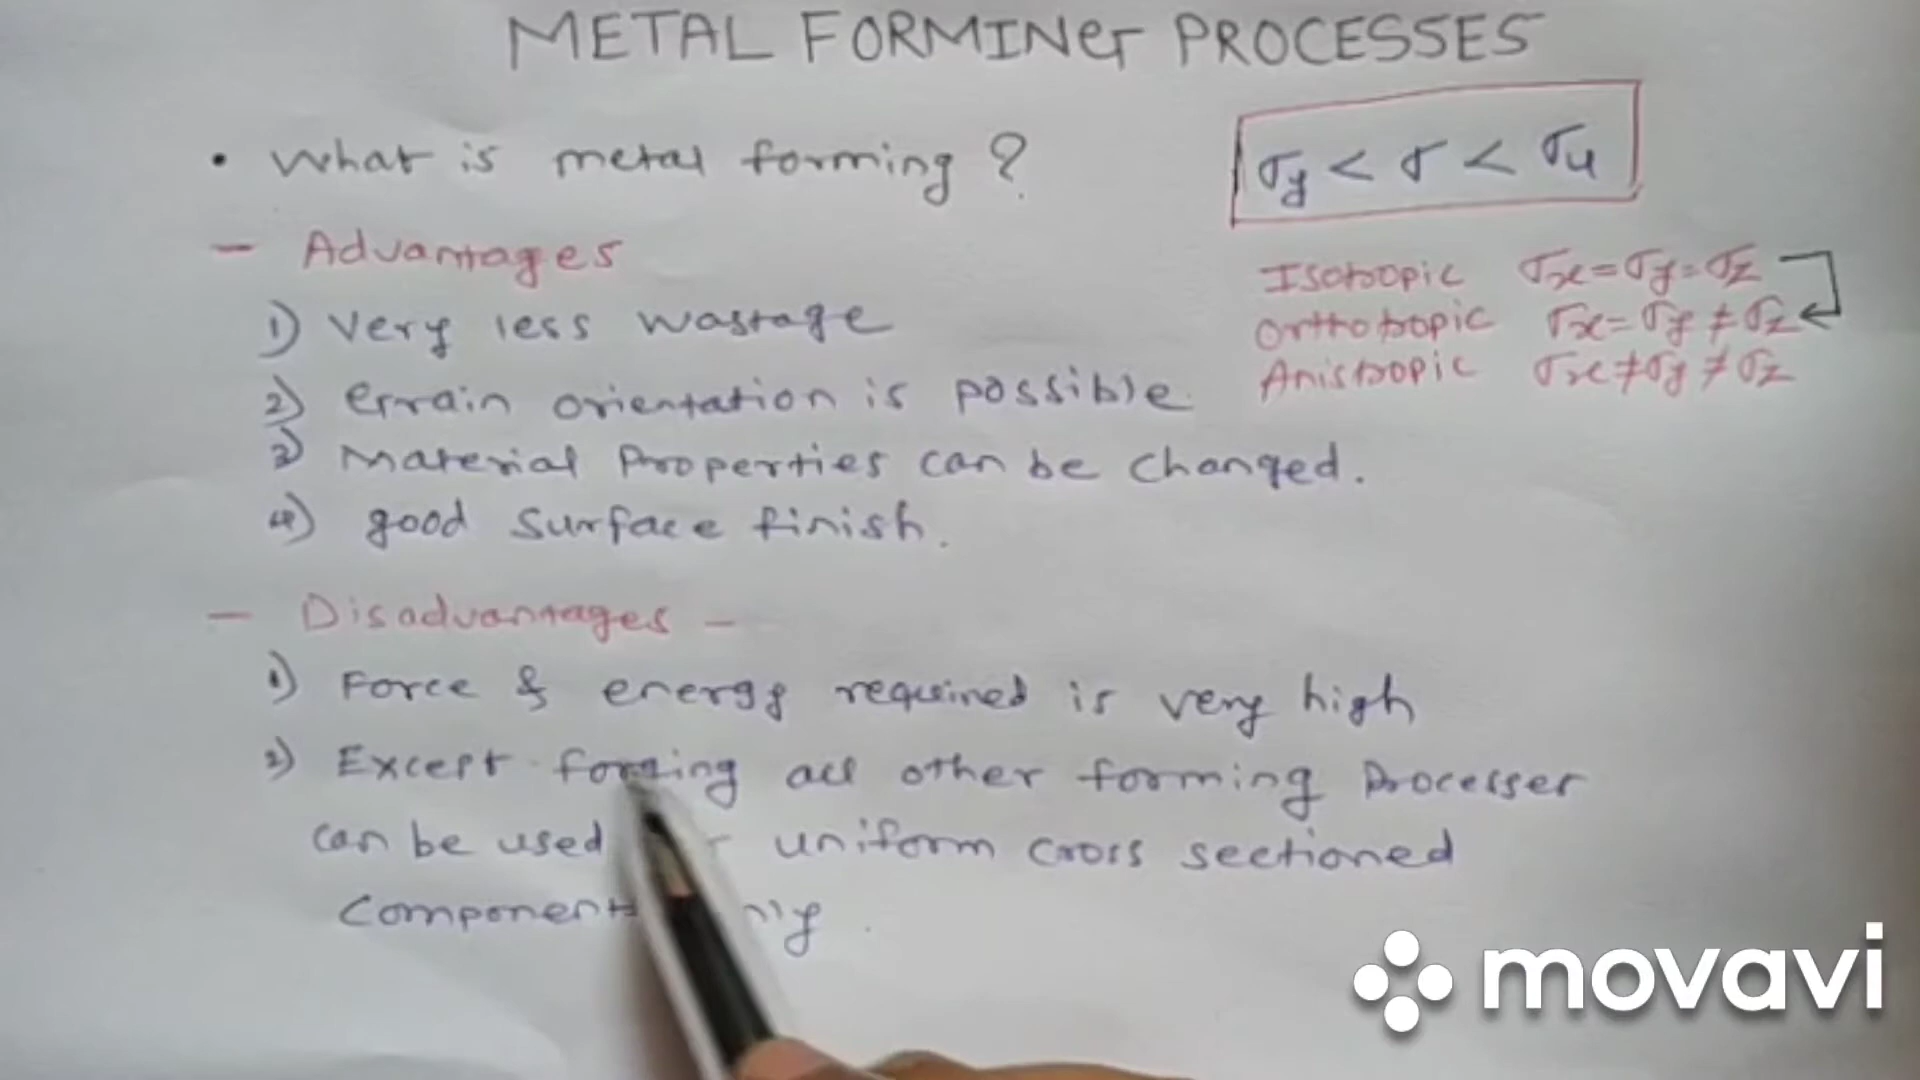 METAL FORMING PROCESSES
• What is metal forming ?
σy < σ < σu
- Advantages
Isotropic σx = σy = σz
Orthotropic σx = σy ≠ σz
Anistropic σx ≠ σy ≠ σz
1) Very less wastage
2) Grain orientation is possible.
3) Material Properties can be changed.
4) good surface finish.
- Disadvantages -
1) Force & energy required is very high
2) Except forging all other forming Processes
can be used uniform cross sectioned
Components
movavi